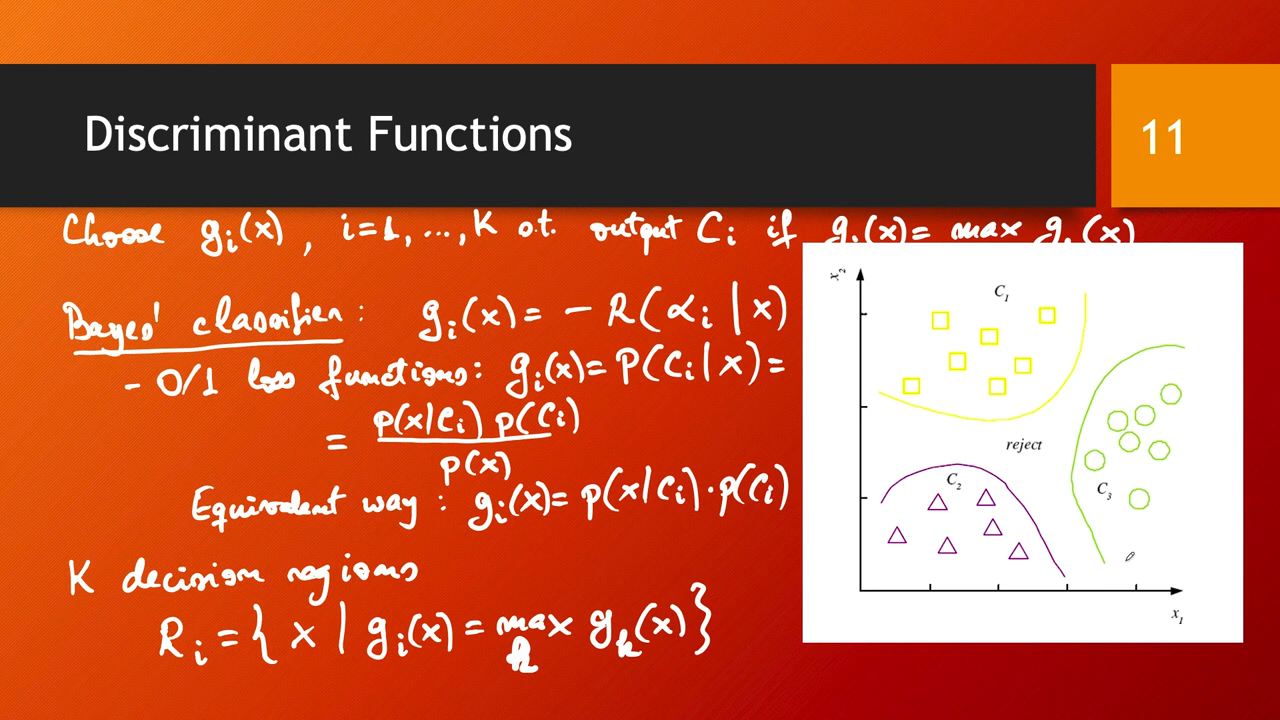 Discriminant Functions
11
Choose gᵢ(x), i=1, ..., K s.t. output Cᵢ if gᵢ(x)= max gₖ(x)
Bayes' classifier: gᵢ(x)= - R(αᵢ | x)
- 0/1 loss functions: gᵢ(x)= P(Cᵢ|x)=
= p(x|Cᵢ) p(Cᵢ) / p(x)
Equivalent way: gᵢ(x)= p(x|Cᵢ)·p(Cᵢ)
K decision regions
Rᵢ = { x | gᵢ(x) = max_k gₖ(x) }
x₂
C₁
reject
C₂
C₃
x₁